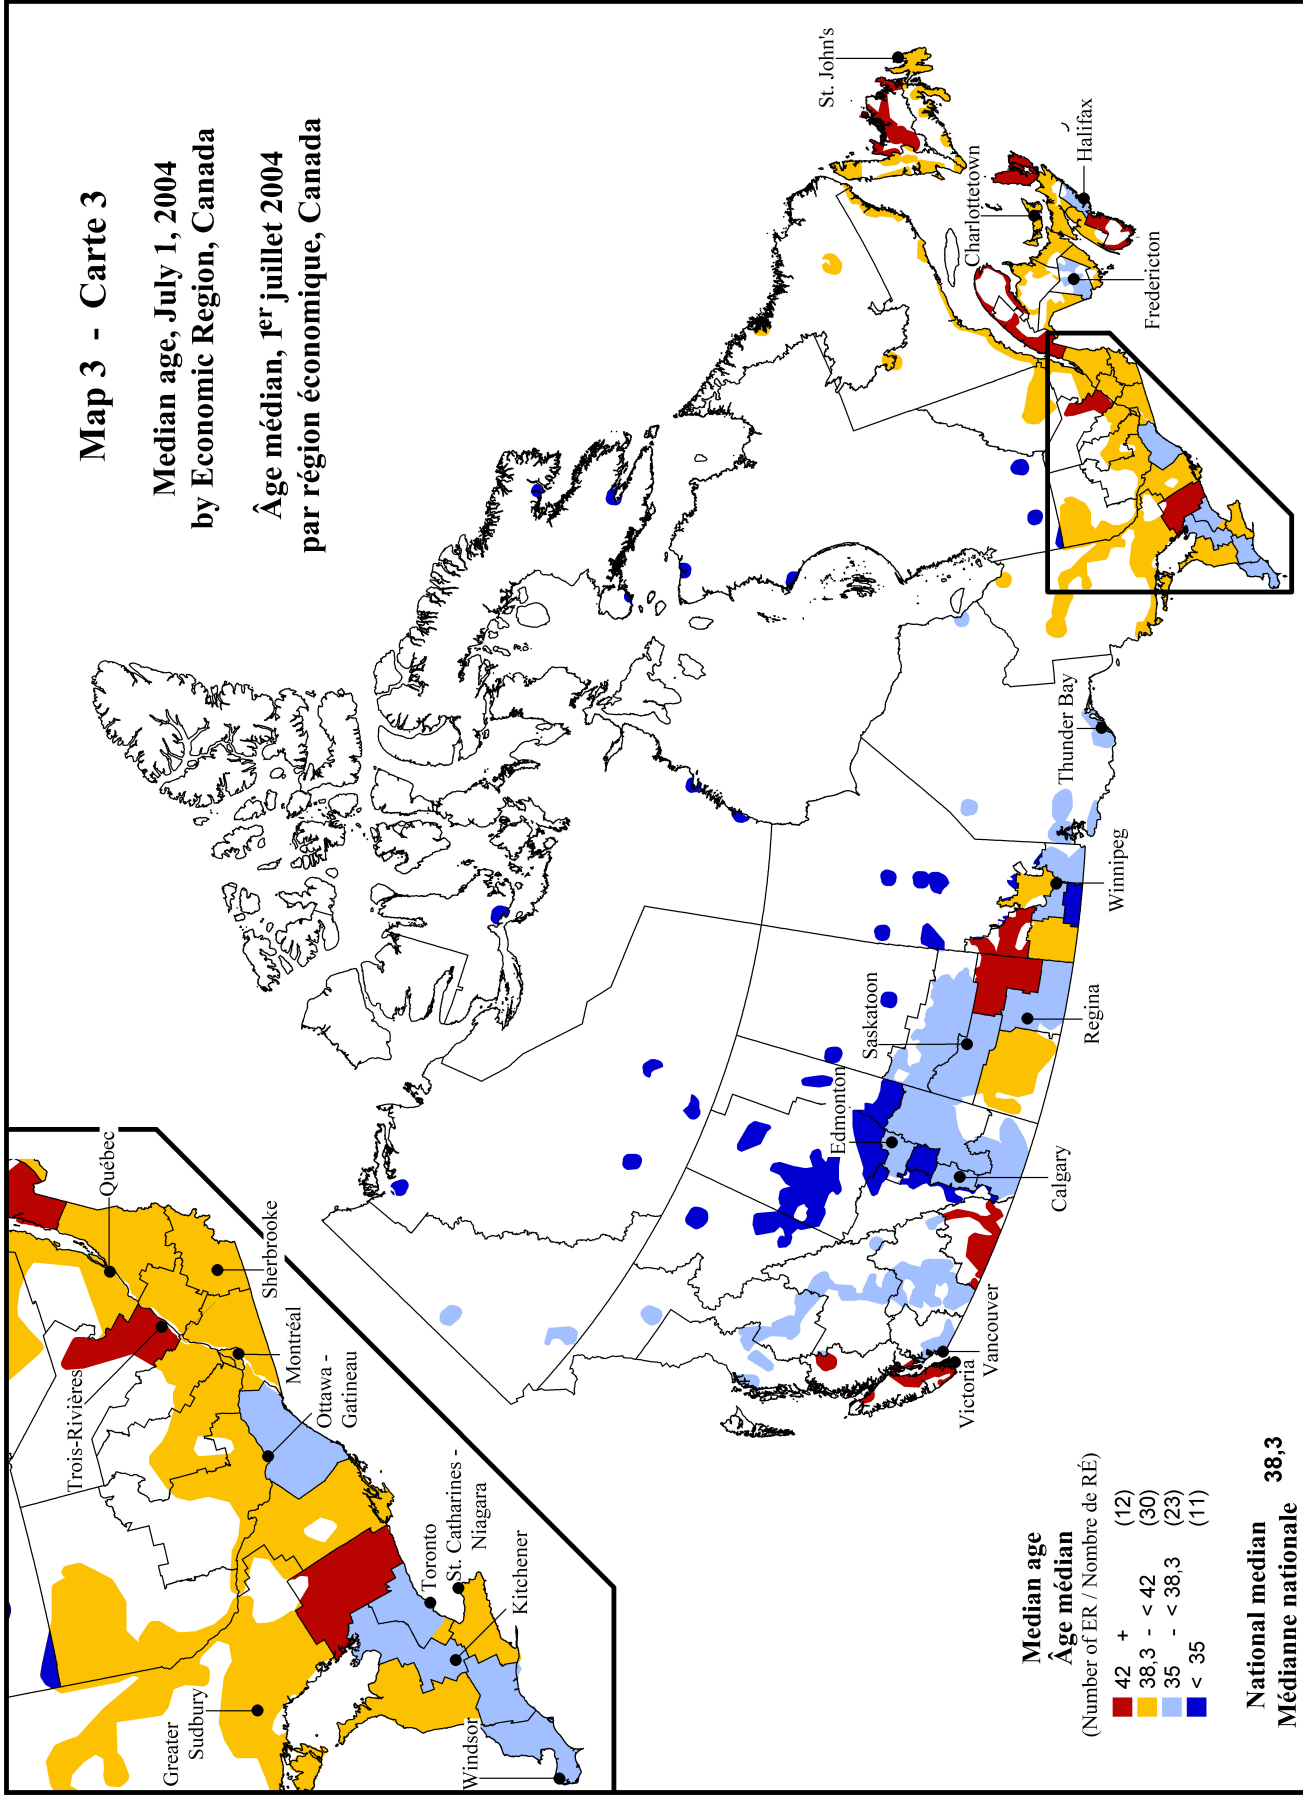 Map 3 - Carte 3
Median age, July 1, 2004
by Economic Region, Canada
Âge médian, 1er juillet 2004
par région économique, Canada
Québec
Sherbrooke
Trois-Rivières
Montréal
Ottawa -
Gatineau
Toronto
St. Catharines -
Niagara
Kitchener
Greater
Sudbury
Windsor
St. John's
Charlottetown
Halifax
Fredericton
Thunder Bay
Winnipeg
Saskatoon
Regina
Edmonton
Calgary
Vancouver
Victoria
Median age
Âge médian
(Number of ER / Nombre de RÉ)
42 + (12)
38,3 - < 42 (30)
35 - < 38,3 (23)
< 35 (11)
National median
Médianne nationale 38,3